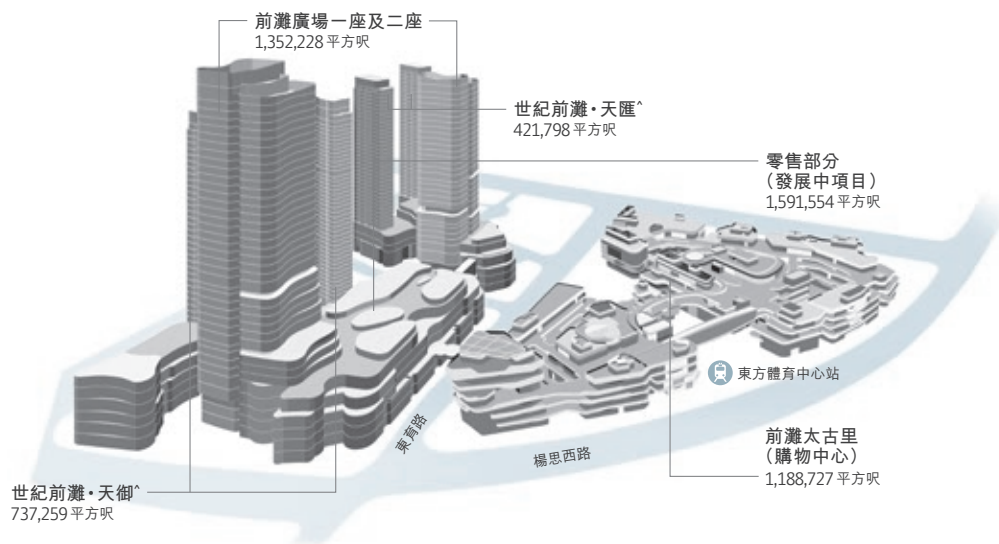 前灘廣場一座及二座
1,352,228 平方呎
世紀前灘·天匯^
421,798 平方呎
零售部分
(發展中項目)
1,591,554 平方呎
東方體育中心站
東育路
楊思西路
前灘太古里
(購物中心)
1,188,727 平方呎
世紀前灘·天御^
737,259 平方呎